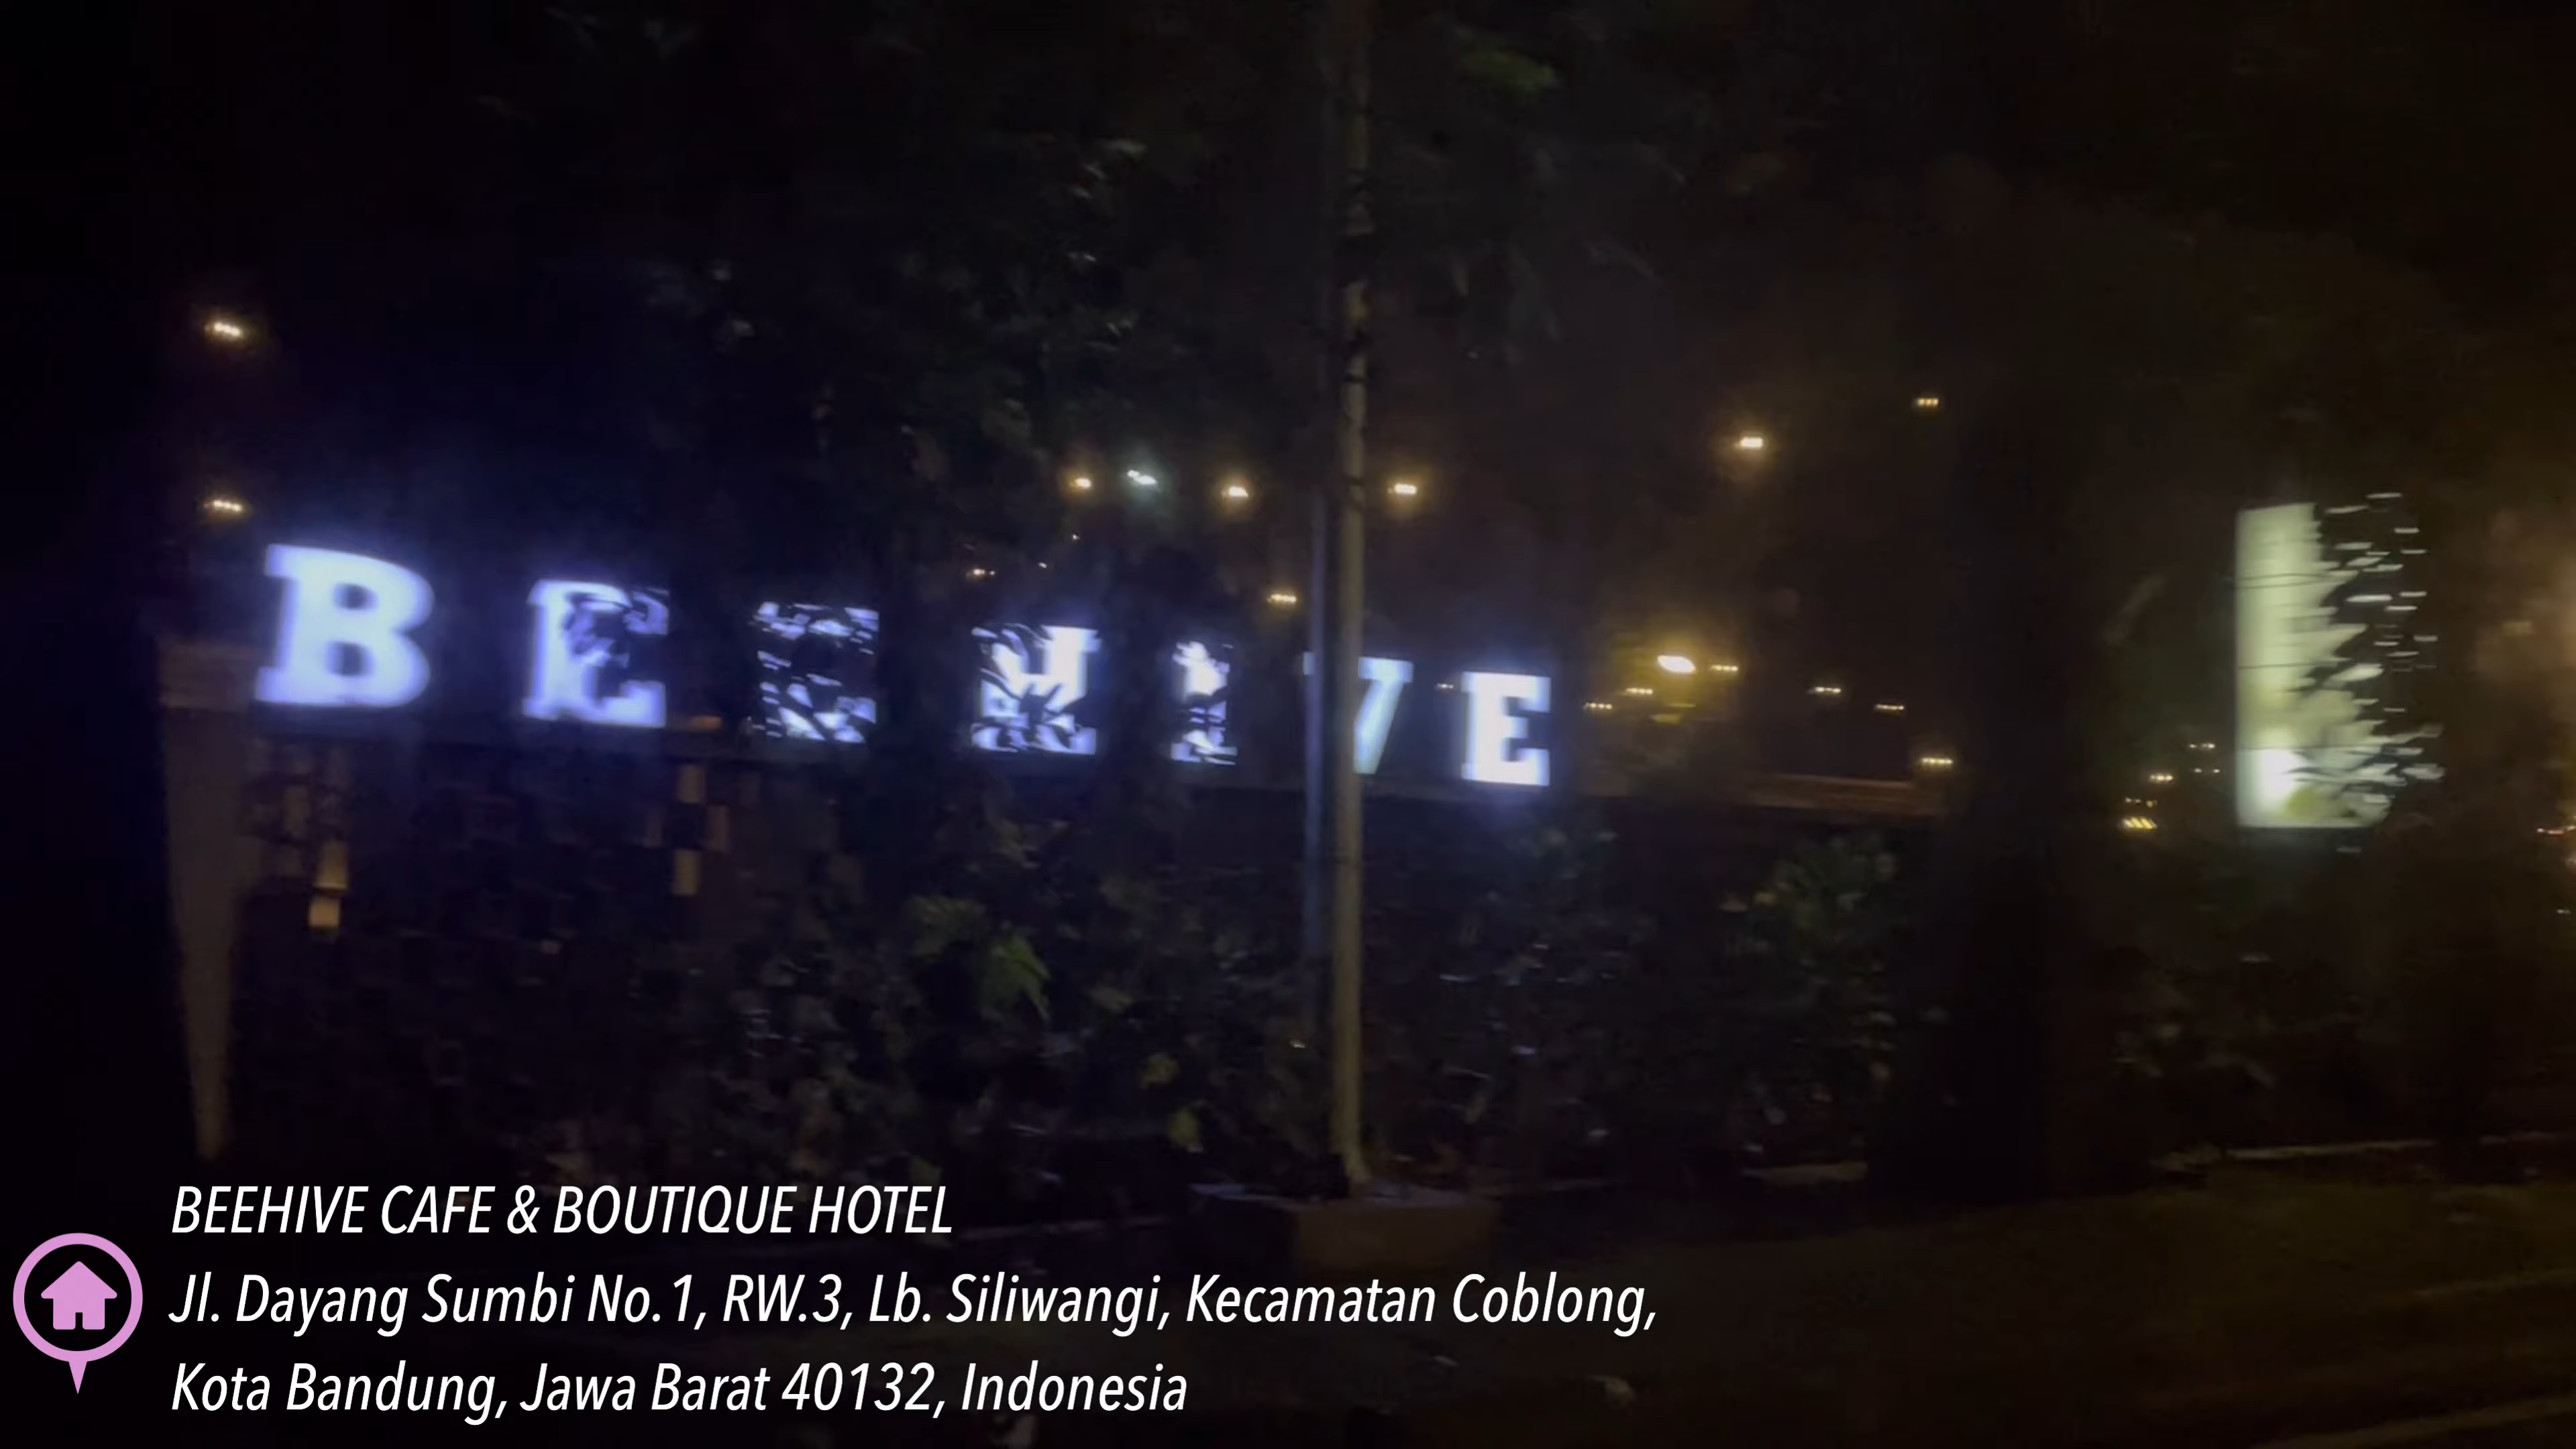 BEEHIVE
BEEHIVE CAFE & BOUTIQUE HOTEL
Jl. Dayang Sumbi No.1, RW.3, Lb. Siliwangi, Kecamatan Coblong,
Kota Bandung, Jawa Barat 40132, Indonesia